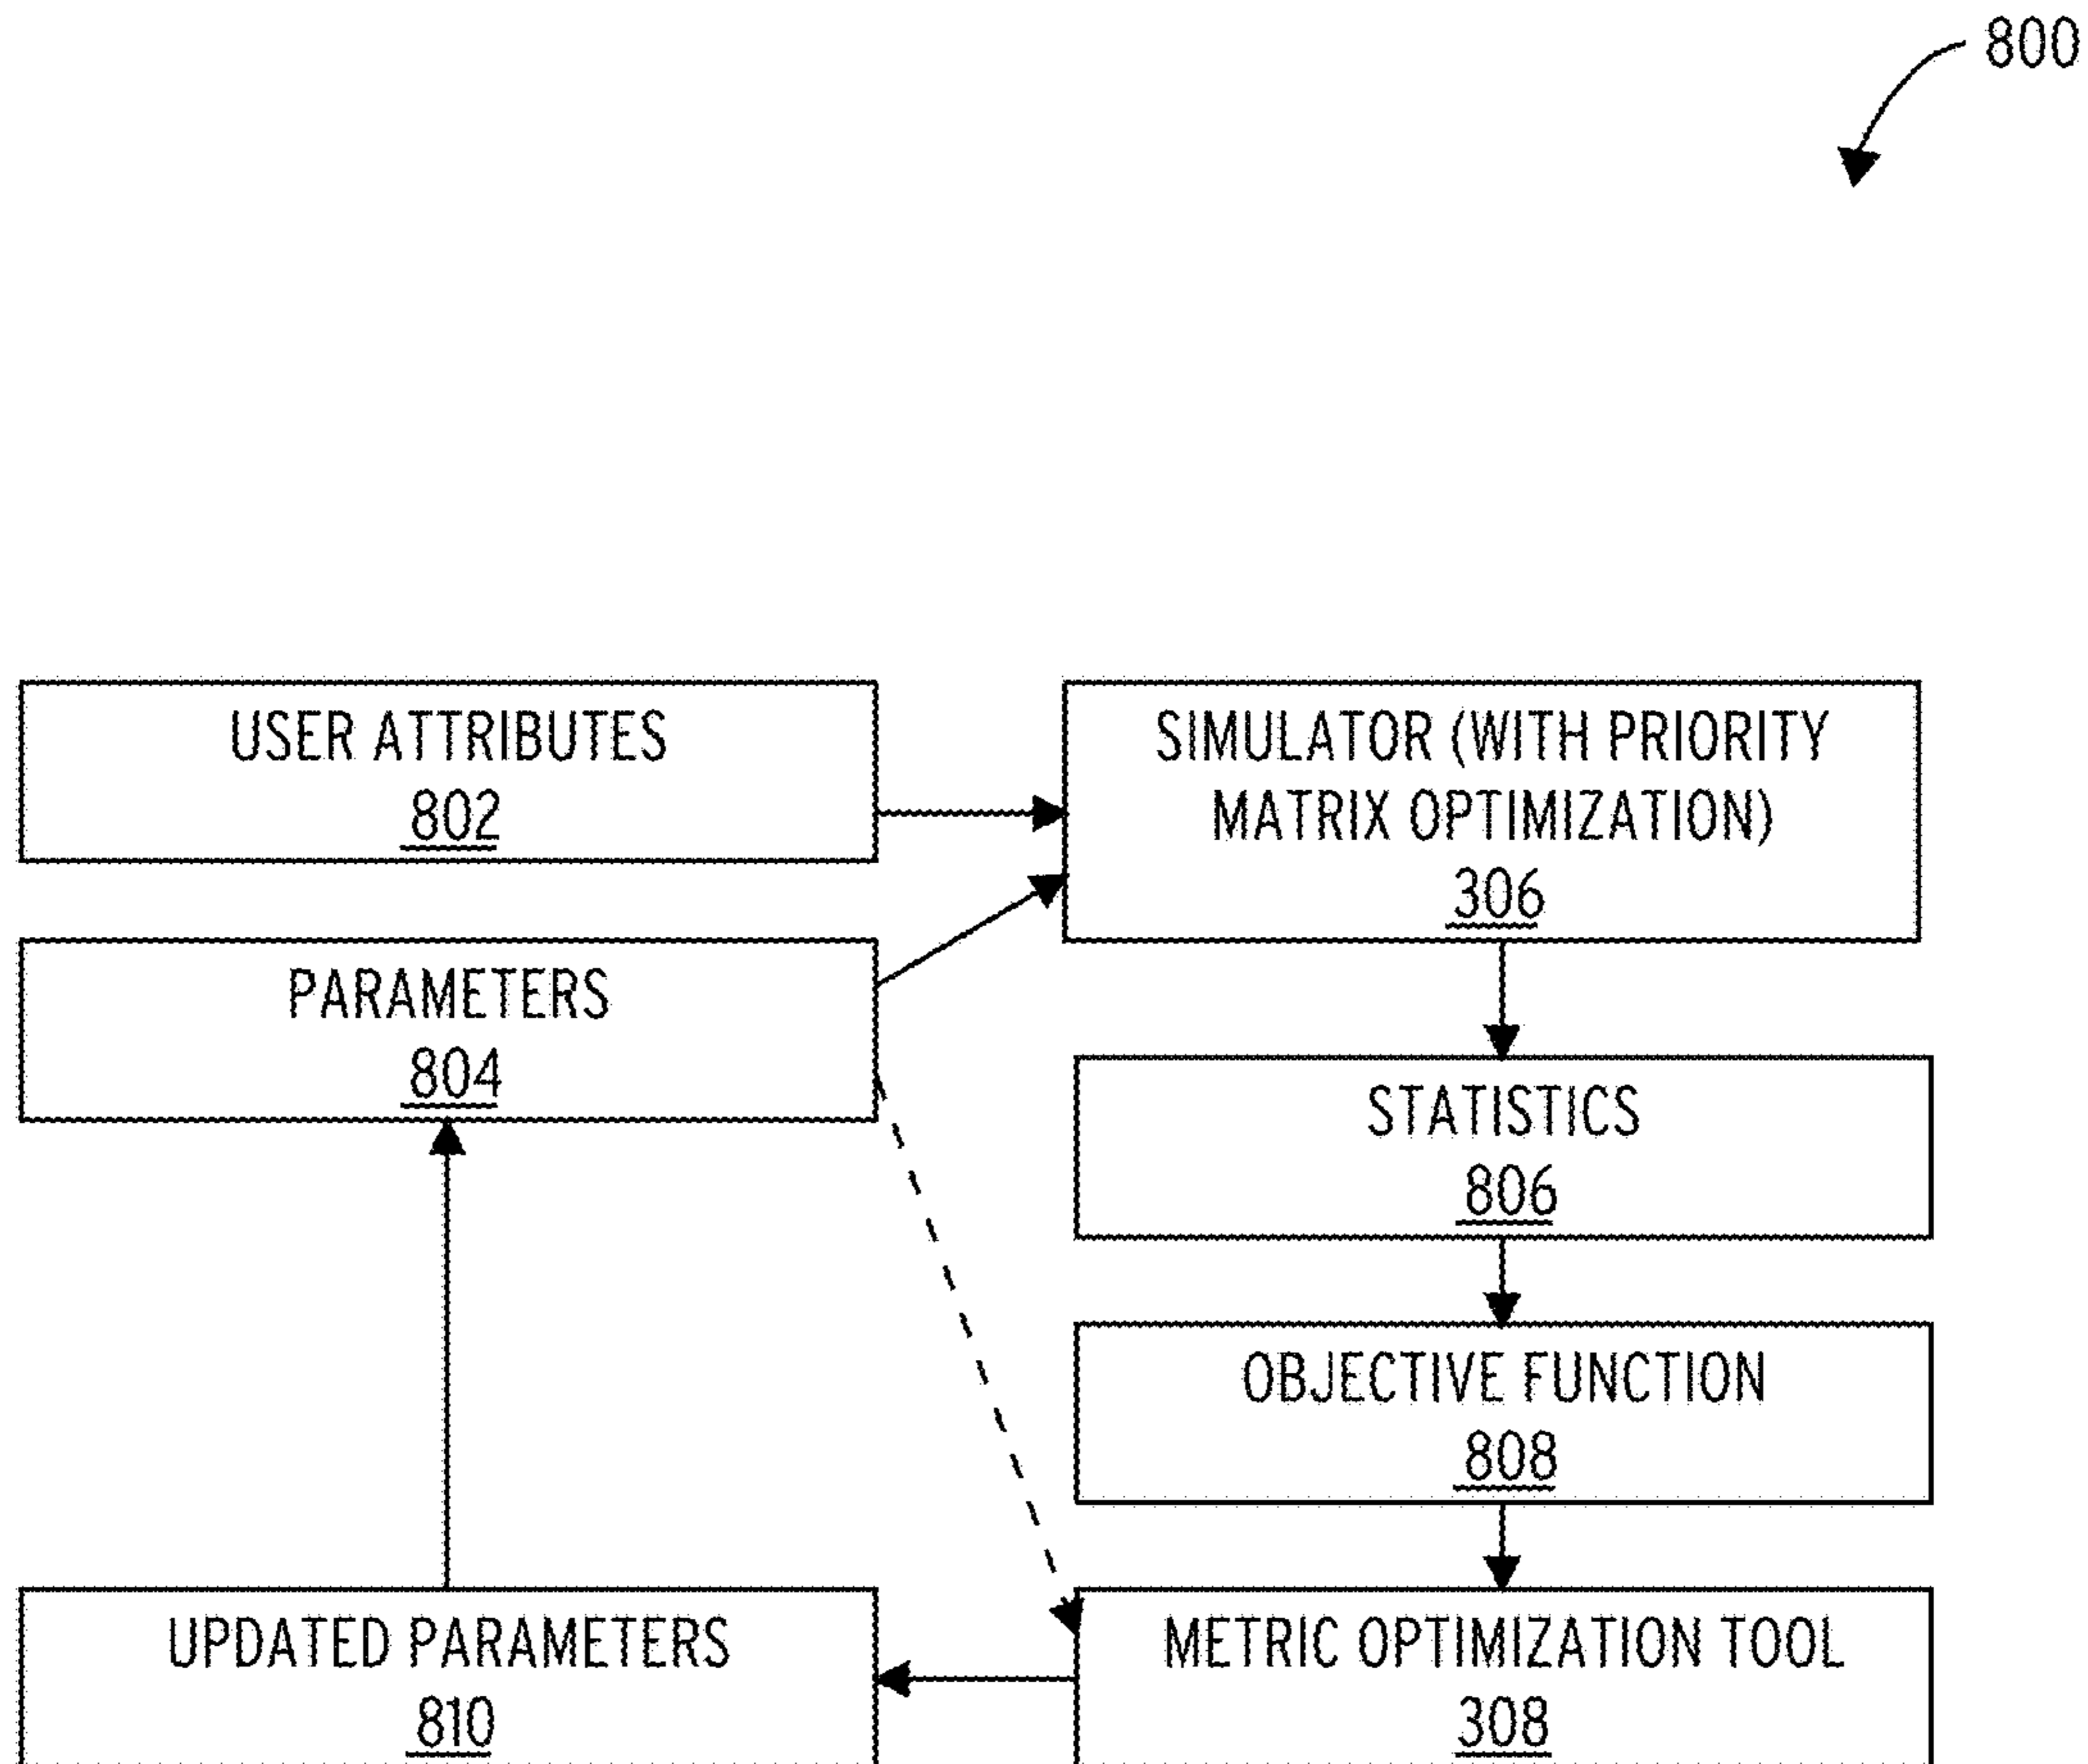 800
USER ATTRIBUTES
802
SIMULATOR (WITH PRIORITY
MATRIX OPTIMIZATION)
306
PARAMETERS
804
STATISTICS
806
OBJECTIVE FUNCTION
808
UPDATED PARAMETERS
810
METRIC OPTIMIZATION TOOL
308